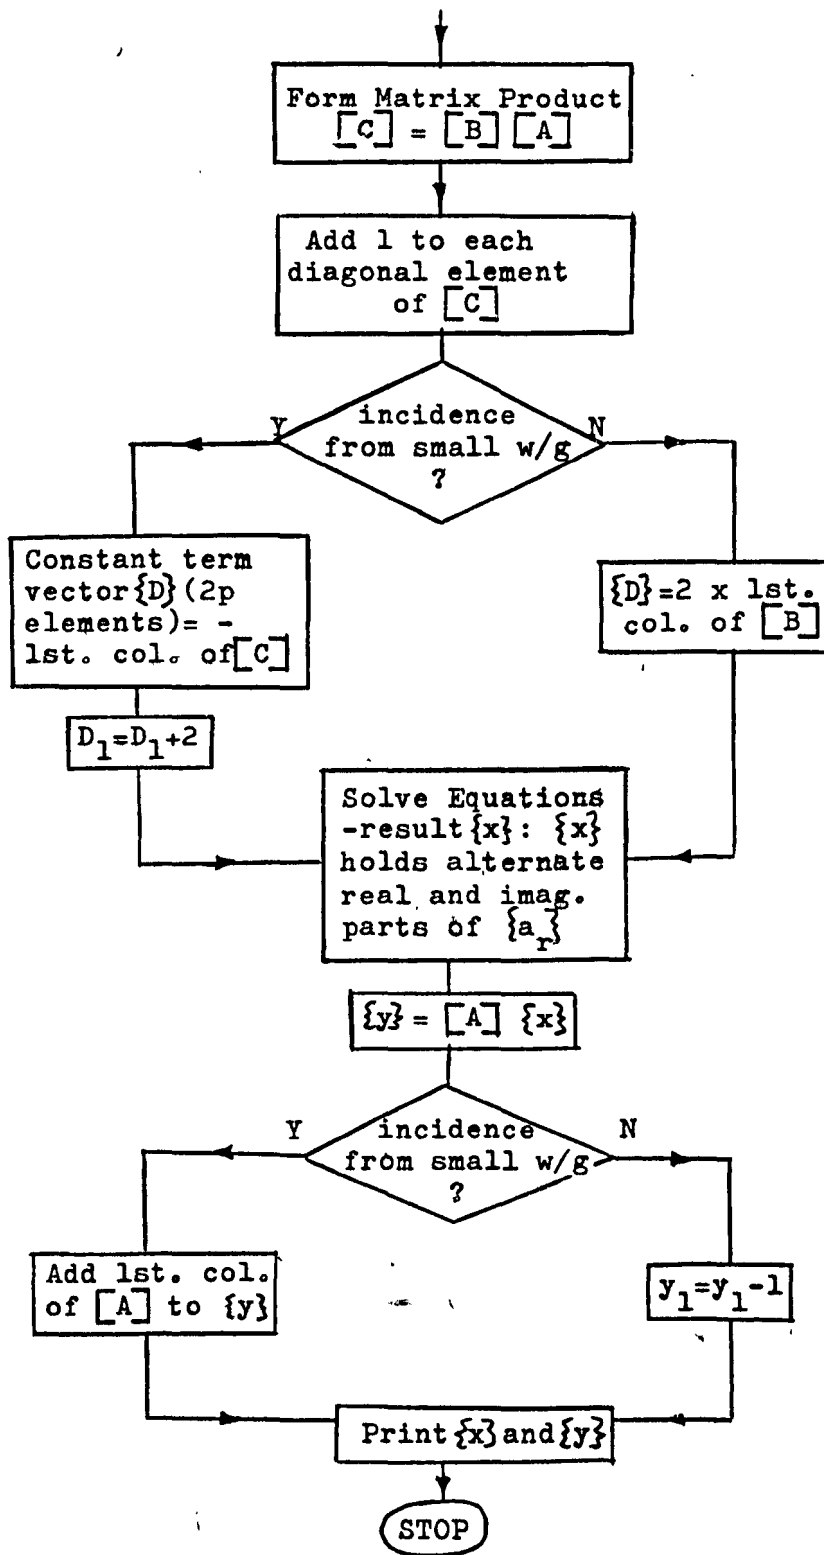 Form Matrix Product
[C] = [B] [A]
Add 1 to each
diagonal element
of [C]
incidence
from small w/g
?
Y
N
Constant term
vector{D}(2p
elements)= -
1st. col. of[C]
{D}=2 x 1st.
col. of [B]
D₁=D₁+2
Solve Equations
-result{x}: {x}
holds alternate
real and imag.
parts of {aᵣ}
{y}= [A] {x}
Y
incidence
N
from small w/g
?
Add 1st. col.
of [A] to {y}
y₁=y₁-1
Print{x}and{y}
STOP